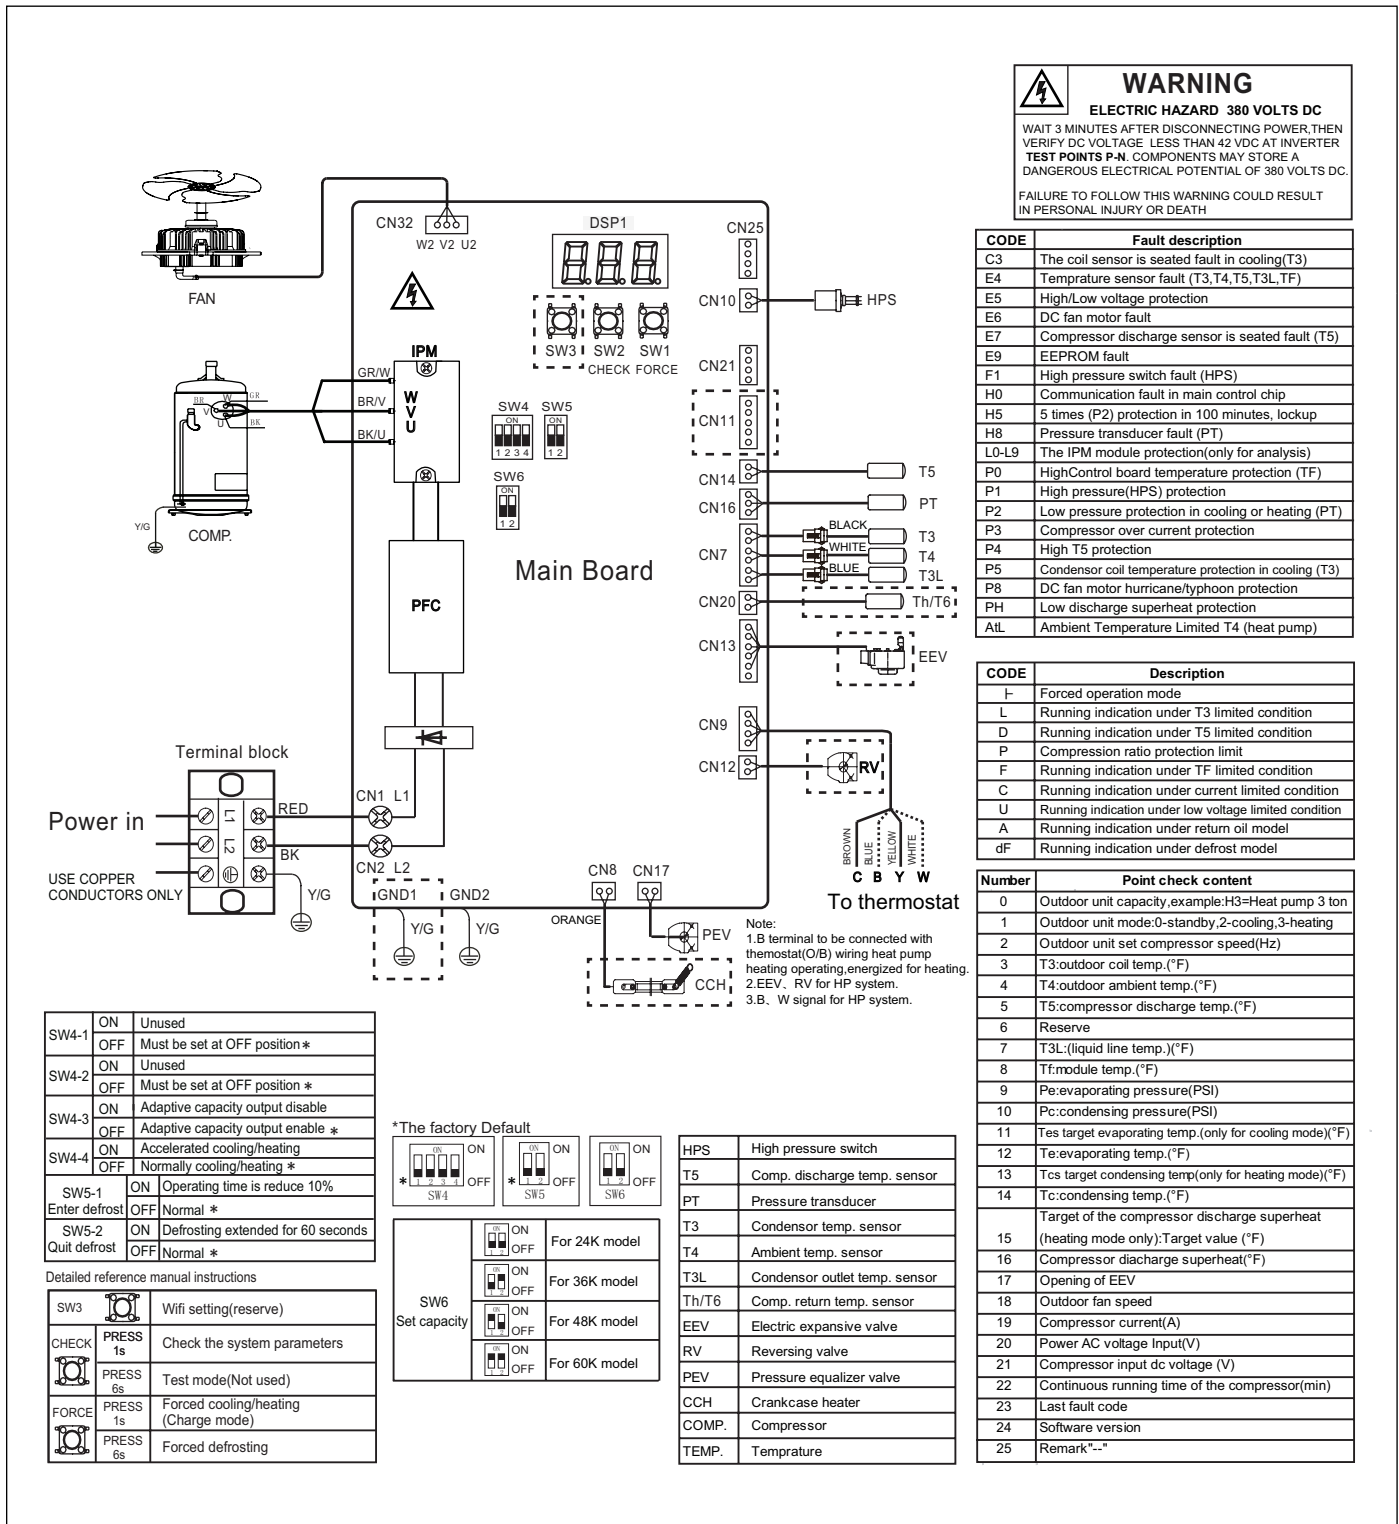 WARNING
ELECTRIC HAZARD 380 VOLTS DC
WAIT 3 MINUTES AFTER DISCONNECTING POWER,THEN
VERIFY DC VOLTAGE LESS THAN 42 VDC AT INVERTER
TEST POINTS P-N. COMPONENTS MAY STORE A
DANGEROUS ELECTRICAL POTENTIAL OF 380 VOLTS DC.
FAILURE TO FOLLOW THIS WARNING COULD RESULT
IN PERSONAL INJURY OR DEATH
FAN
CN32
W2 V2 U2
DSP1
CN25
CN10
HPS
SW3 SW2 SW1
CHECK FORCE
CN21
IPM
GR/W
BR/V
BK/U
W
V
U
BR
W
GR
V
U
BK
Y/G
COMP.
SW4 SW5
ON
1 2 3 4
ON
1 2
SW6
ON
1 2
CN11
CN14
T5
CN16
PT
CN7
BLACK
T3
WHITE
T4
BLUE
T3L
Main Board
CN20
Th/T6
PFC
CN13
EEV
CN9
CN12
RV
BROWN
BLUE
YELLOW
WHITE
C B Y W
To thermostat
Terminal block
Power in
L1
L2
RED
BK
Y/G
USE COPPER
CONDUCTORS ONLY
CN1 L1
CN2 L2
GND1
Y/G
GND2
Y/G
CN8 CN17
ORANGE
PEV
CCH
Note:
1.B terminal to be connected with
themostat(O/B) wiring heat pump
heating operating,energized for heating.
2.EEV、RV for HP system.
3.B、W signal for HP system.
CODE Fault description
C3 The coil sensor is seated fault in cooling(T3)
E4 Temprature sensor fault (T3,T4,T5,T3L,TF)
E5 High/Low voltage protection
E6 DC fan motor fault
E7 Compressor discharge sensor is seated fault (T5)
E9 EEPROM fault
F1 High pressure switch fault (HPS)
H0 Communication fault in main control chip
H5 5 times (P2) protection in 100 minutes, lockup
H8 Pressure transducer fault (PT)
L0-L9 The IPM module protection(only for analysis)
P0 HighControl board temperature protection (TF)
P1 High pressure(HPS) protection
P2 Low pressure protection in cooling or heating (PT)
P3 Compressor over current protection
P4 High T5 protection
P5 Condensor coil temperature protection in cooling (T3)
P8 DC fan motor hurricane/typhoon protection
PH Low discharge superheat protection
AtL Ambient Temperature Limited T4 (heat pump)
CODE Description
⊢ Forced operation mode
L Running indication under T3 limited condition
D Running indication under T5 limited condition
P Compression ratio protection limit
F Running indication under TF limited condition
C Running indication under current limited condition
U Running indication under low voltage limited condition
A Running indication under return oil model
dF Running indication under defrost model
Number Point check content
0 Outdoor unit capacity,example:H3=Heat pump 3 ton
1 Outdoor unit mode:0-standby,2-cooling,3-heating
2 Outdoor unit set compressor speed(Hz)
3 T3:outdoor coil temp.(°F)
4 T4:outdoor ambient temp.(°F)
5 T5:compressor discharge temp.(°F)
6 Reserve
7 T3L:(liquid line temp.)(°F)
8 Tf:module temp.(°F)
9 Pe:evaporating pressure(PSI)
10 Pc:condensing pressure(PSI)
11 Tes target evaporating temp.(only for cooling mode)(°F)
12 Te:evaporating temp.(°F)
13 Tcs target condensing temp(only for heating mode)(°F)
14 Tc:condensing temp.(°F)
Target of the compressor discharge superheat
15 (heating mode only):Target value (°F)
16 Compressor diacharge superheat(°F)
17 Opening of EEV
18 Outdoor fan speed
19 Compressor current(A)
20 Power AC voltage Input(V)
21 Compressor input dc voltage (V)
22 Continuous running time of the compressor(min)
23 Last fault code
24 Software version
25 Remark"--"
SW4-1 ON Unused
OFF Must be set at OFF position *
SW4-2 ON Unused
OFF Must be set at OFF position *
SW4-3 ON Adaptive capacity output disable
OFF Adaptive capacity output enable *
SW4-4 ON Accelerated cooling/heating
OFF Normally cooling/heating *
SW5-1 Enter defrost ON Operating time is reduce 10%
OFF Normal *
SW5-2 Quit defrost ON Defrosting extended for 60 seconds
OFF Normal *
Detailed reference manual instructions
SW3 Wifi setting(reserve)
CHECK PRESS 1s Check the system parameters
PRESS 6s Test mode(Not used)
FORCE PRESS 1s Forced cooling/heating (Charge mode)
PRESS 6s Forced defrosting
*The factory Default
ON
* 1 2 3 4 OFF
SW4
ON
* 1 2 OFF
SW5
ON
1 2 OFF
SW6
SW6
Set capacity
ON
OFF
For 24K model
ON
OFF
For 36K model
ON
OFF
For 48K model
ON
OFF
For 60K model
HPS High pressure switch
T5 Comp. discharge temp. sensor
PT Pressure transducer
T3 Condensor temp. sensor
T4 Ambient temp. sensor
T3L Condensor outlet temp. sensor
Th/T6 Comp. return temp. sensor
EEV Electric expansive valve
RV Reversing valve
PEV Pressure equalizer valve
CCH Crankcase heater
COMP. Compressor
TEMP. Temprature